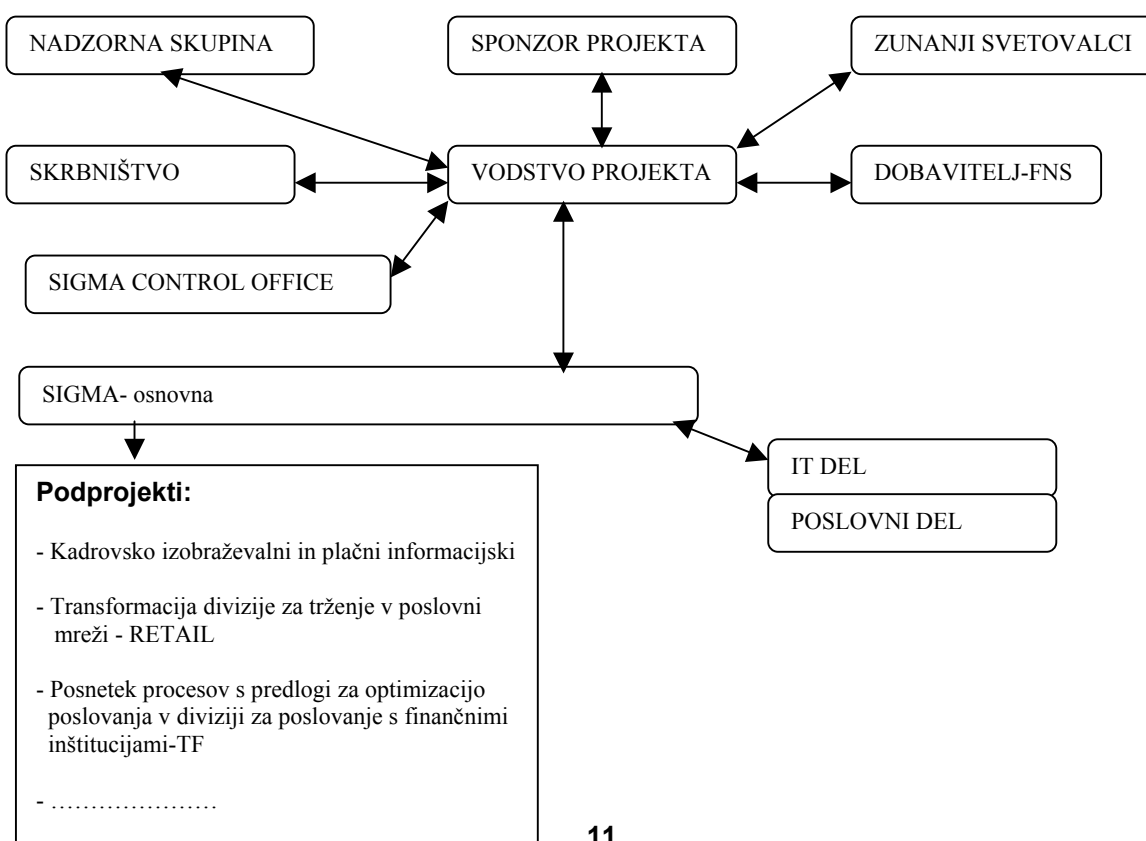 NADZORNA SKUPINA
SPONZOR PROJEKTA
ZUNANJI SVETOVALCI
SKRBNIŠTVO
VODSTVO PROJEKTA
DOBAVITELJ-FNS
SIGMA CONTROL OFFICE
SIGMA- osnovna
IT DEL
POSLOVNI DEL
Podprojekti:
- Kadrovsko izobraževalni in plačni informacijski
- Transformacija divizije za trženje v poslovni
mreži - RETAIL
- Posnetek procesov s predlogi za optimizacijo
poslovanja v diviziji za poslovanje s finančnimi
inštitucijami-TF
- …………………
11